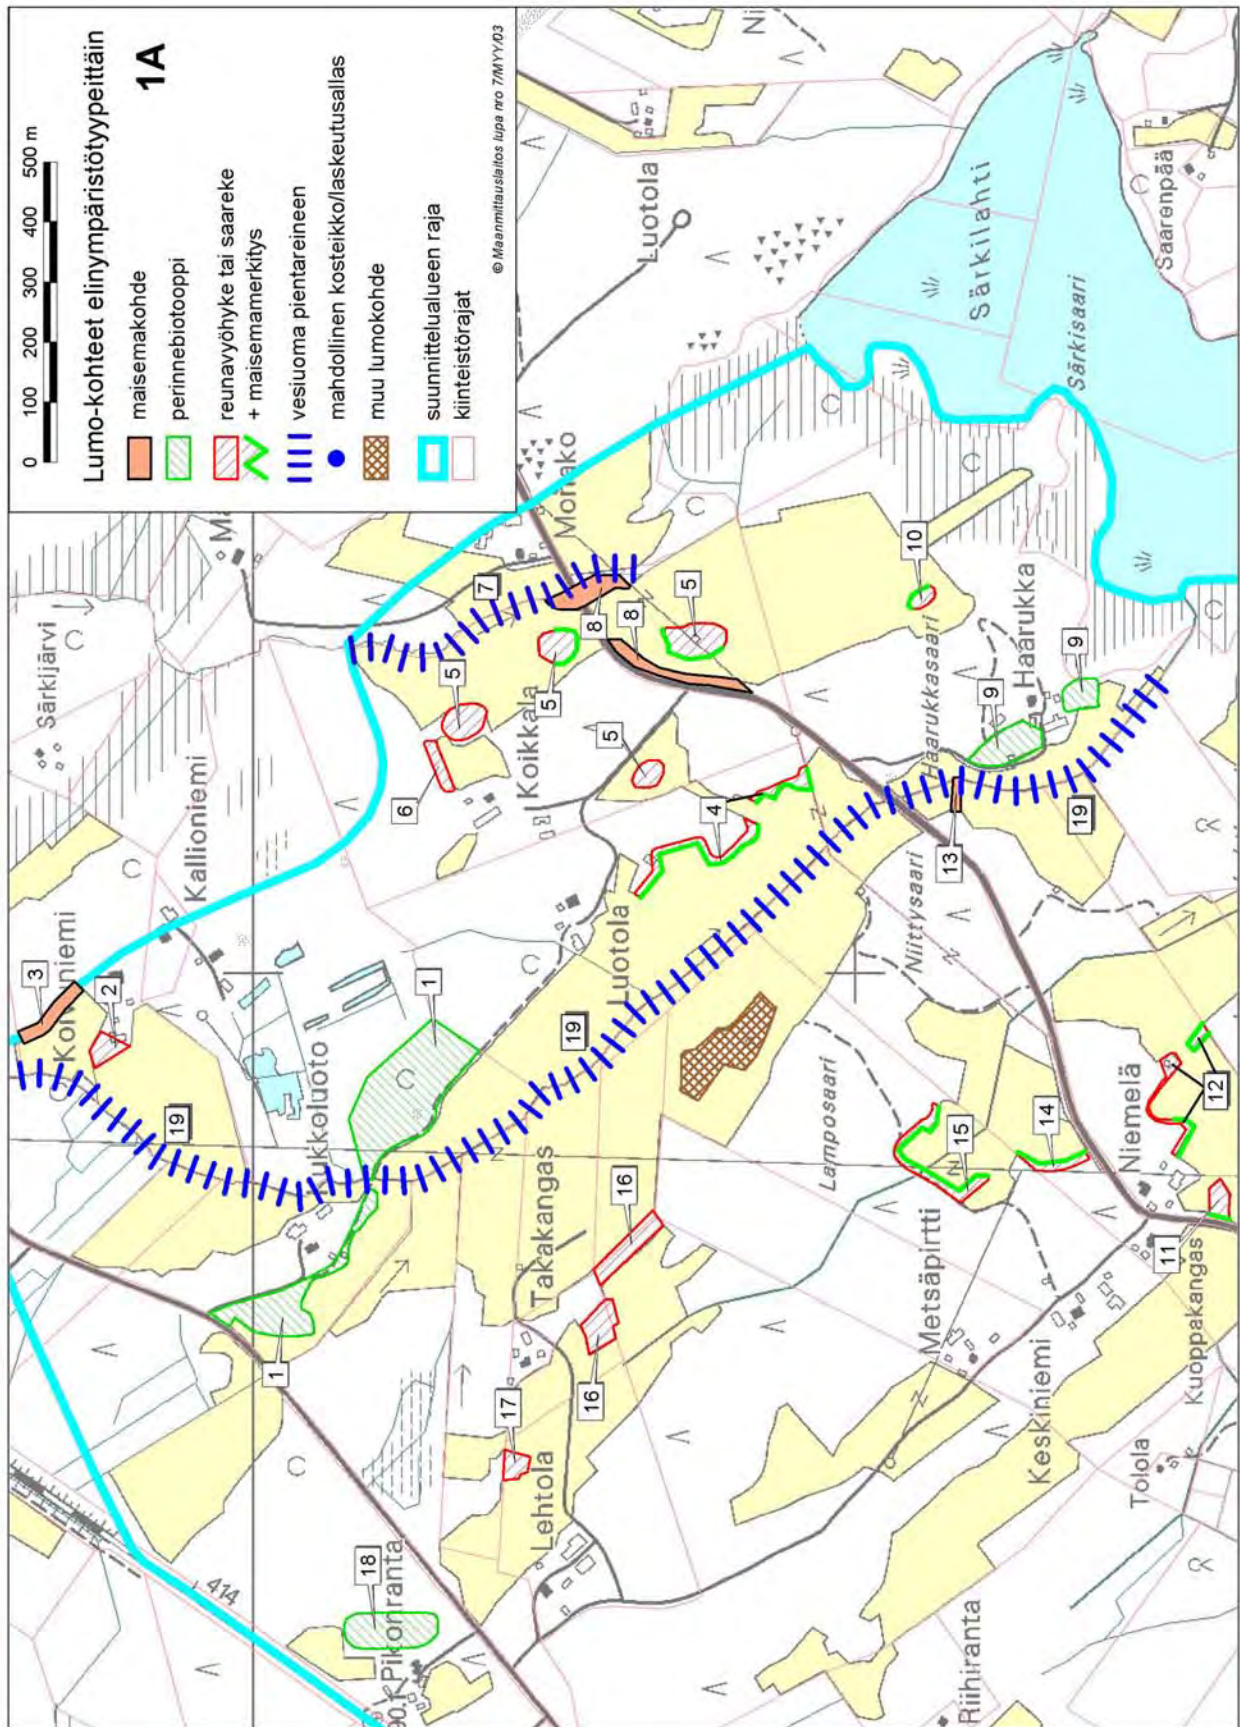 0 100 200 300 400 500 m
Lumo-kohteet elinympäristötyypeittäin
1A
maisemakohde
perinnebiotooppi
reunavyöhyke tai saareke
+ maisemamerkitys
vesiuoma pientareineen
mahdollinen kosteikko/laskeutusallas
muu lumokohde
suunnittelualueen raja
kiinteistörajat
© Maanmittauslaitos lupa nro 7/MYY/03
Särkijärvi
Kallioniemi
3
2
19
1
1
18
Pikonranta
414
17
Lehtola
16
16
Takakangas
19
Luotola
6
5
Koikkala
5
5
4
7
8
8
5
Luotola
Särkilahti
Särkisaari
Saarenpää
10
Haarukkasaari
Haarukka
9
9
19
13
Niittysaari
Lamposaari
15
14
12
Niemelä
11
Kuoppakangas
Metsäpirtti
Keskiniemi
Tolola
Riihiranta